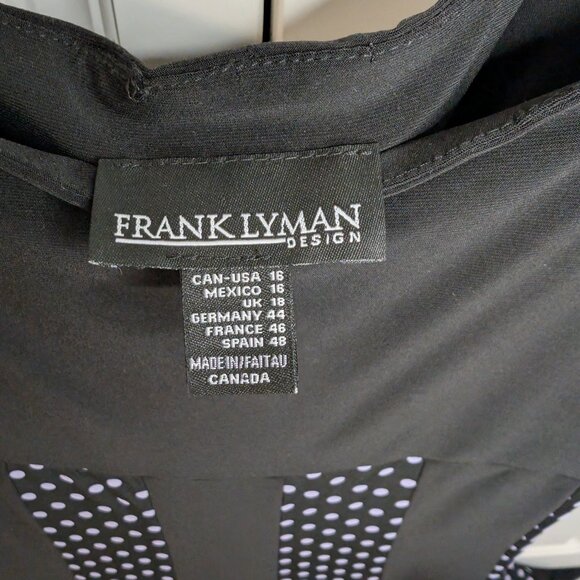 FRANK LYMAN
DESIGN
CAN-USA 16
MEXICO 16
UK 18
GERMANY 44
FRANCE 46
SPAIN 48
MADE IN/FAIT AU
CANADA